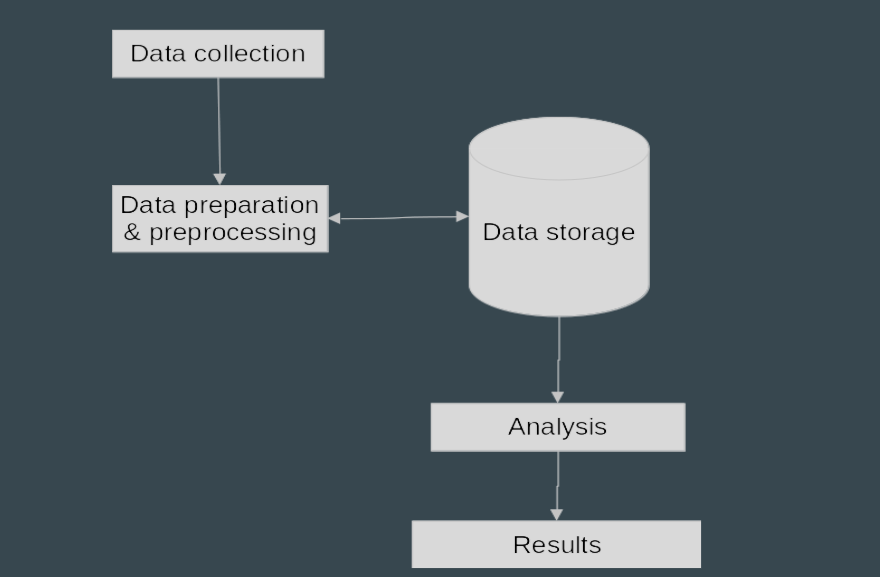 Data collection
Data preparation
& preprocessing
Data storage
Analysis
Results